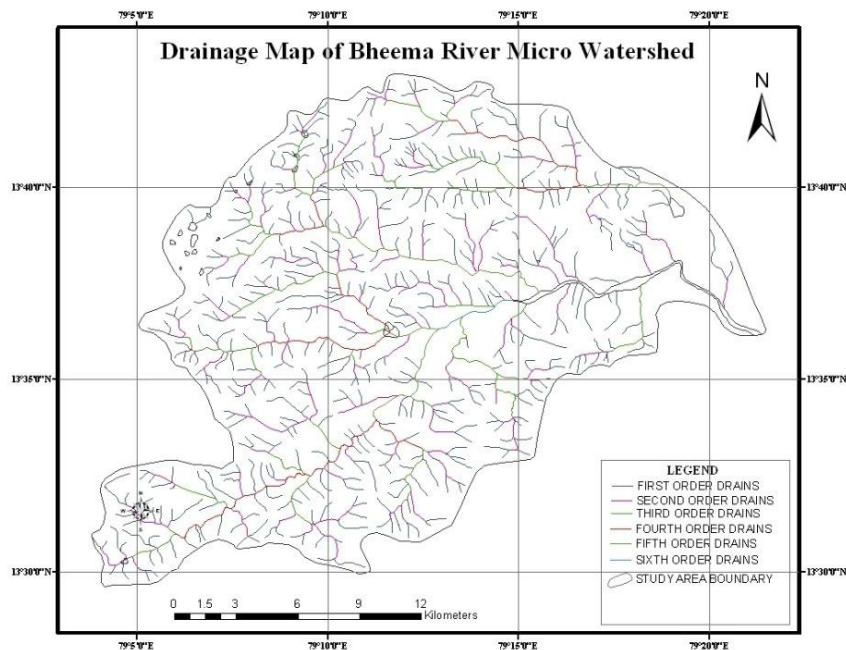 79°5'0"E 79°10'0"E 79°15'0"E 79°20'0"E
Drainage Map of Bheema River Micro Watershed
N
13°40'0"N 13°40'0"N
13°35'0"N 13°35'0"N
LEGEND
FIRST ORDER DRAINS
SECOND ORDER DRAINS
THIRD ORDER DRAINS
FOURTH ORDER DRAINS
FIFTH ORDER DRAINS
SIXTH ORDER DRAINS
STUDY AREA BOUNDARY
13°30'0"N 13°30'0"N
0 1.5 3 6 9 12
Kilometers
79°5'0"E 79°10'0"E 79°15'0"E 79°20'0"E